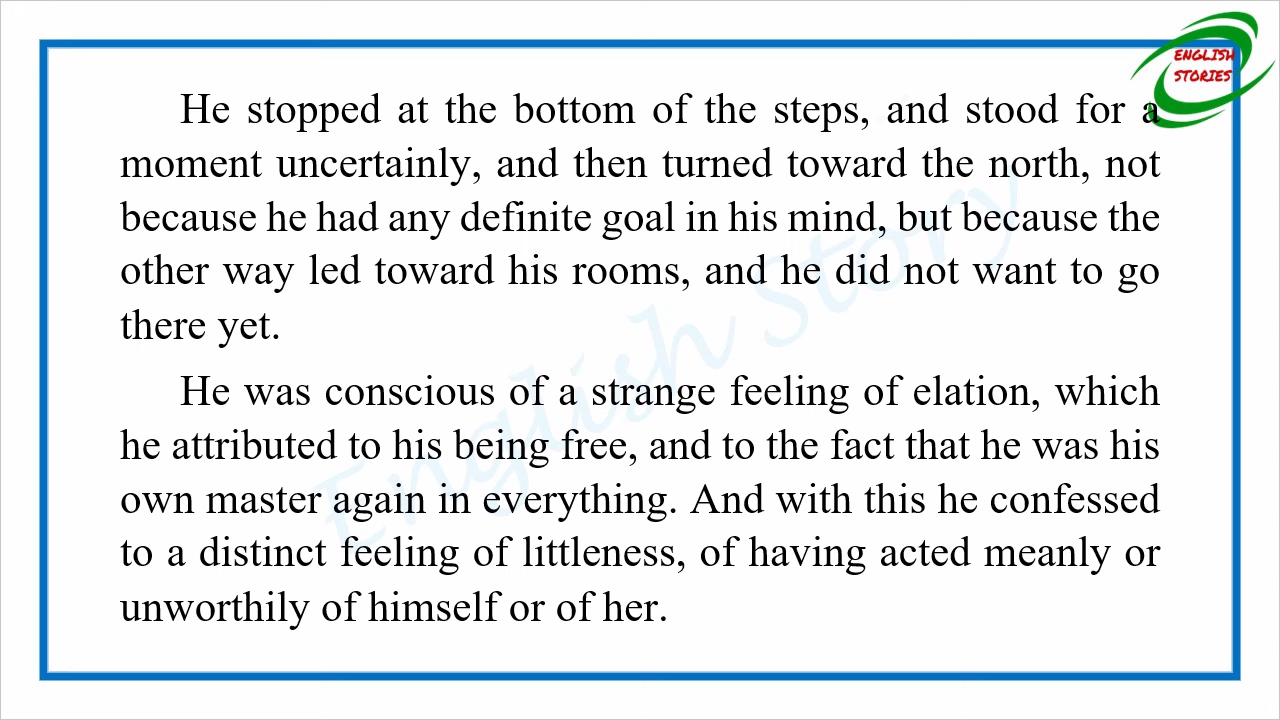 ENGLISH
STORIES
He stopped at the bottom of the steps, and stood for a
moment uncertainly, and then turned toward the north, not
because he had any definite goal in his mind, but because the
other way led toward his rooms, and he did not want to go
there yet.
He was conscious of a strange feeling of elation, which
he attributed to his being free, and to the fact that he was his
own master again in everything. And with this he confessed
to a distinct feeling of littleness, of having acted meanly or
unworthily of himself or of her.
English Story